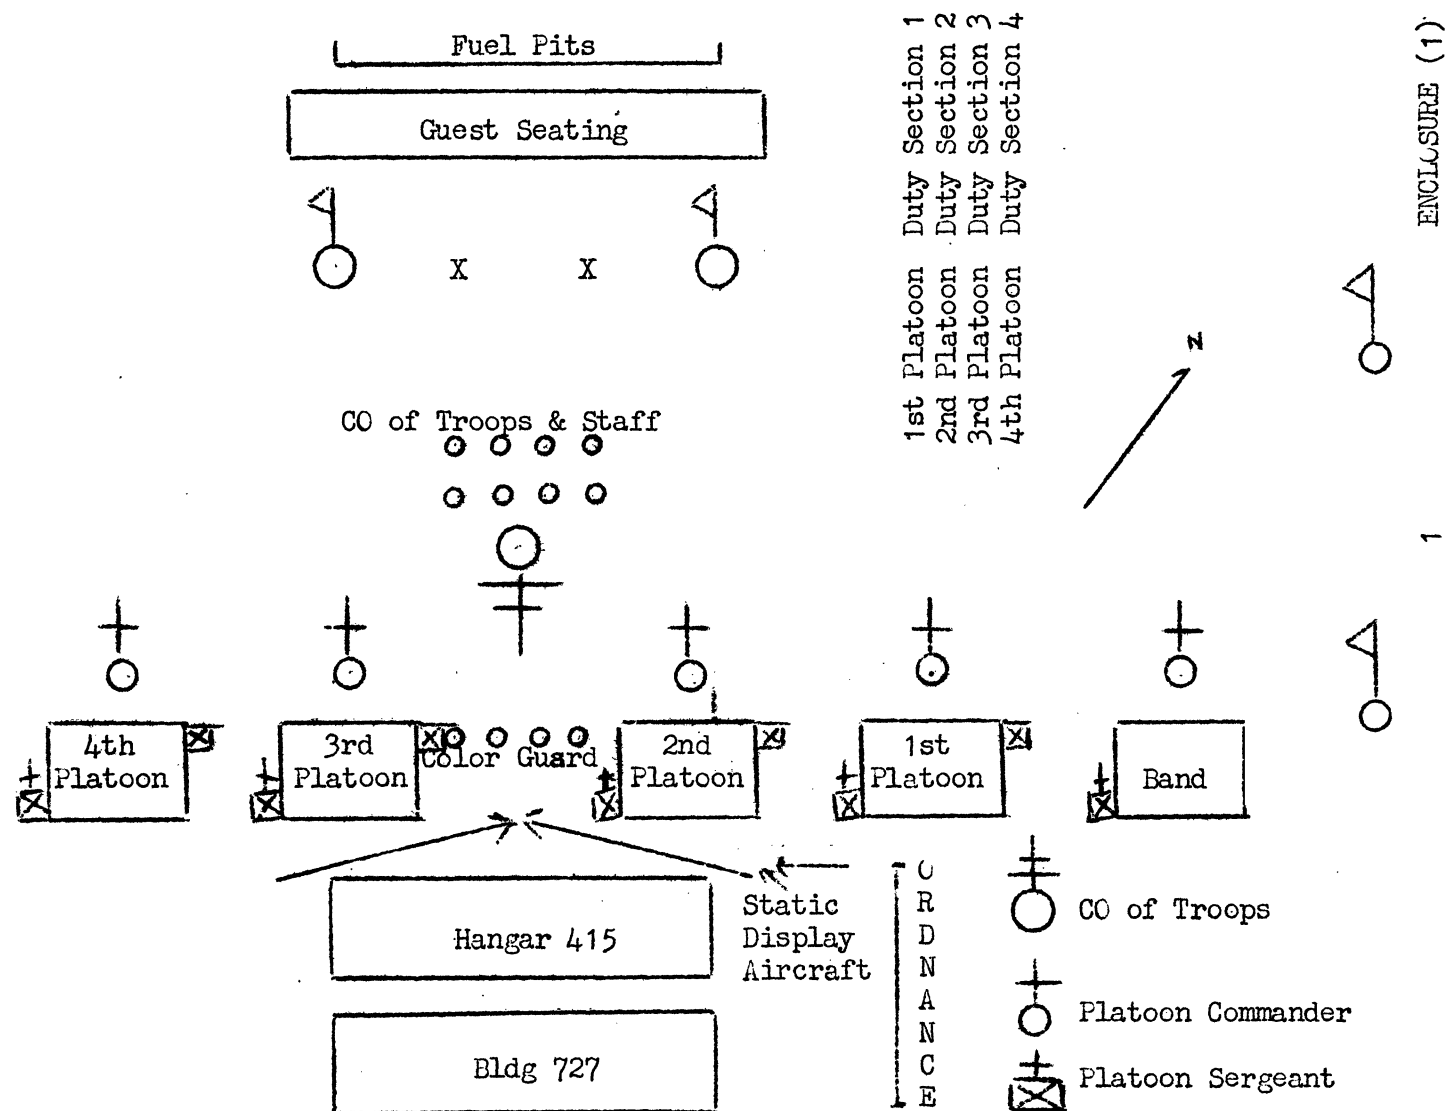 Fuel Pits
Guest Seating
X X
1st Platoon Duty Section 1
2nd Platoon Duty Section 2
3rd Platoon Duty Section 3
4th Platoon Duty Section 4
ENCLOSURE (1)
N
CO of Troops & Staff
1
4th
Platoon
3rd
Platoon
Color Guard
2nd
Platoon
1st
Platoon
Band
Static
Display
Aircraft
ORDNANCE
Hangar 415
Bldg 727
CO of Troops
Platoon Commander
Platoon Sergeant